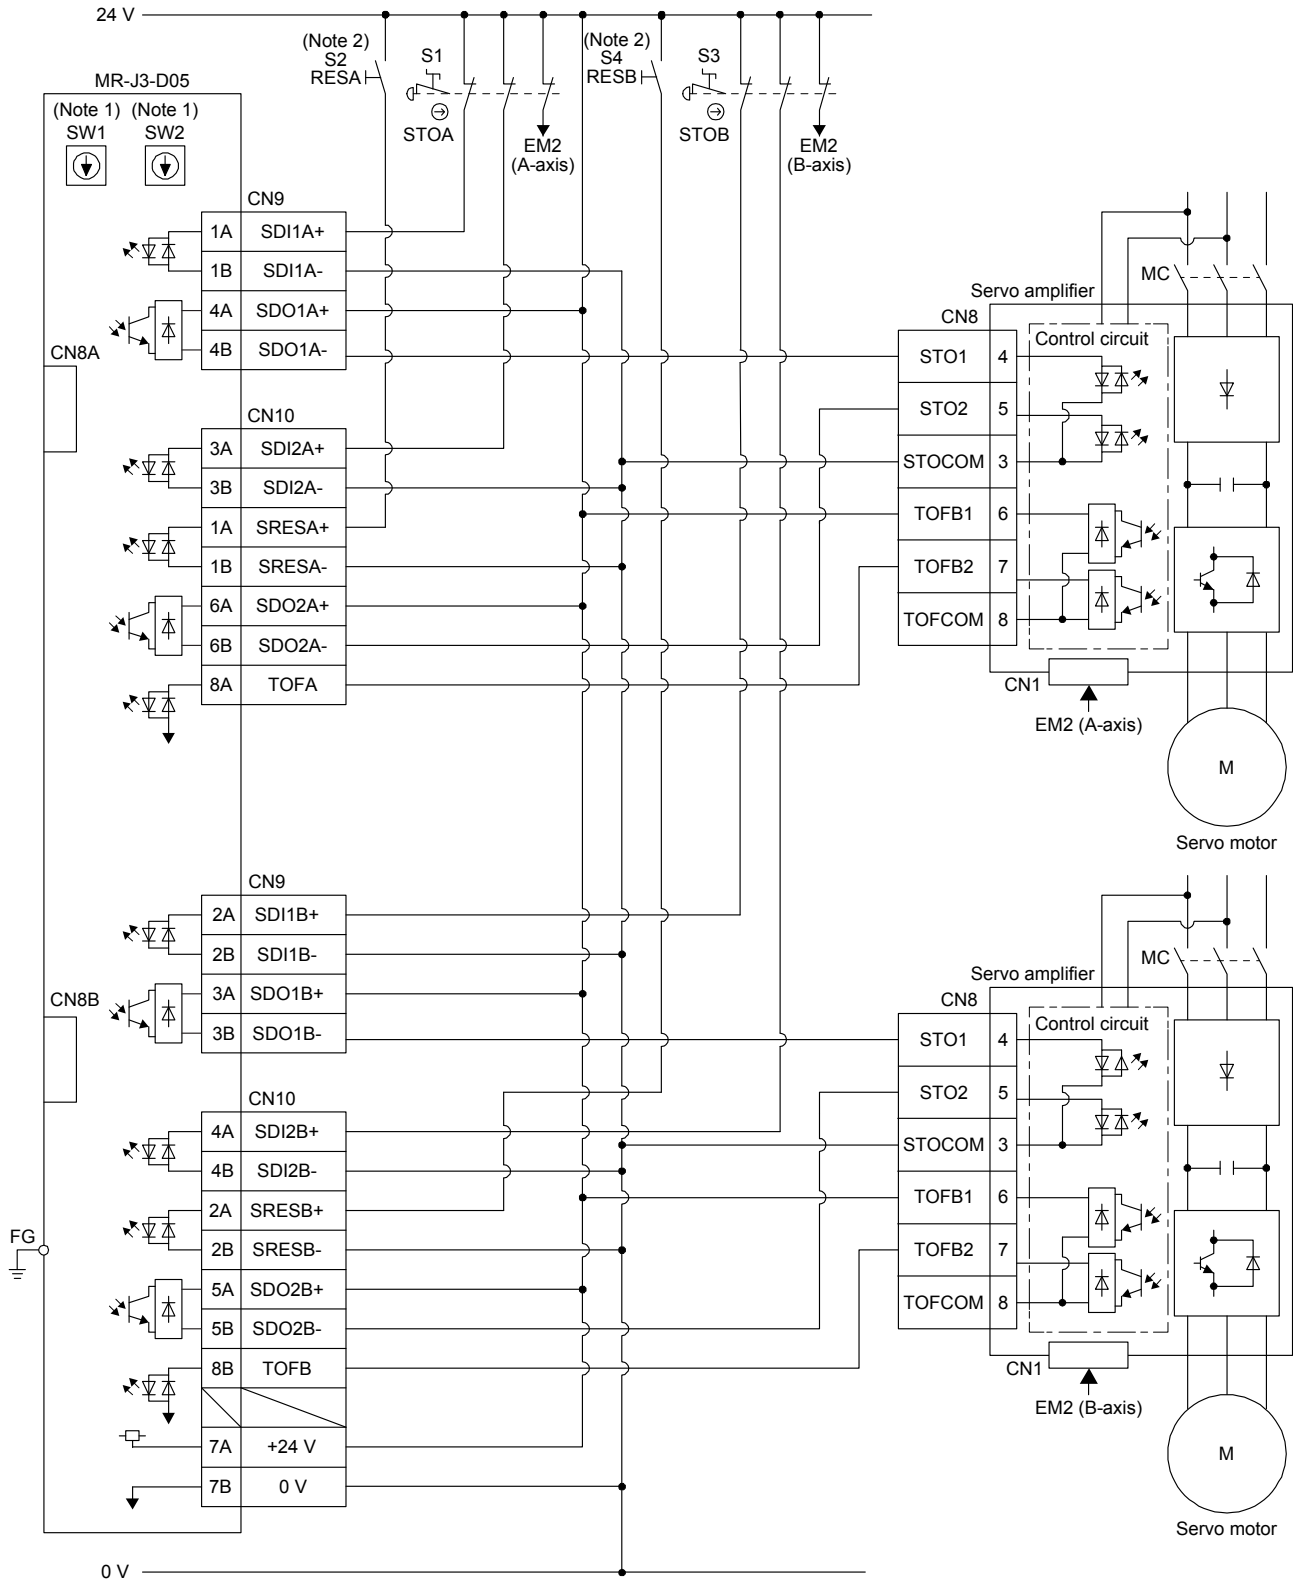 24 V
(Note 2)
S2
RESA
S1
STOA
EM2
(A-axis)
(Note 2)
S4
RESB
S3
STOB
EM2
(B-axis)
MR-J3-D05
(Note 1) (Note 1)
SW1 SW2
CN9
1A SDI1A+
1B SDI1A-
4A SDO1A+
4B SDO1A-
CN8A
CN10
3A SDI2A+
3B SDI2A-
1A SRESA+
1B SRESA-
6A SDO2A+
6B SDO2A-
8A TOFA
MC
Servo amplifier
CN8
Control circuit
STO1 4
STO2 5
STOCOM 3
TOFB1 6
TOFB2 7
TOFCOM 8
CN1
EM2 (A-axis)
M
Servo motor
CN9
2A SDI1B+
2B SDI1B-
3A SDO1B+
3B SDO1B-
CN8B
CN10
4A SDI2B+
4B SDI2B-
2A SRESB+
2B SRESB-
5A SDO2B+
5B SDO2B-
8B TOFB
7A +24 V
7B 0 V
FG
MC
Servo amplifier
CN8
Control circuit
STO1 4
STO2 5
STOCOM 3
TOFB1 6
TOFB2 7
TOFCOM 8
CN1
EM2 (B-axis)
M
Servo motor
0 V